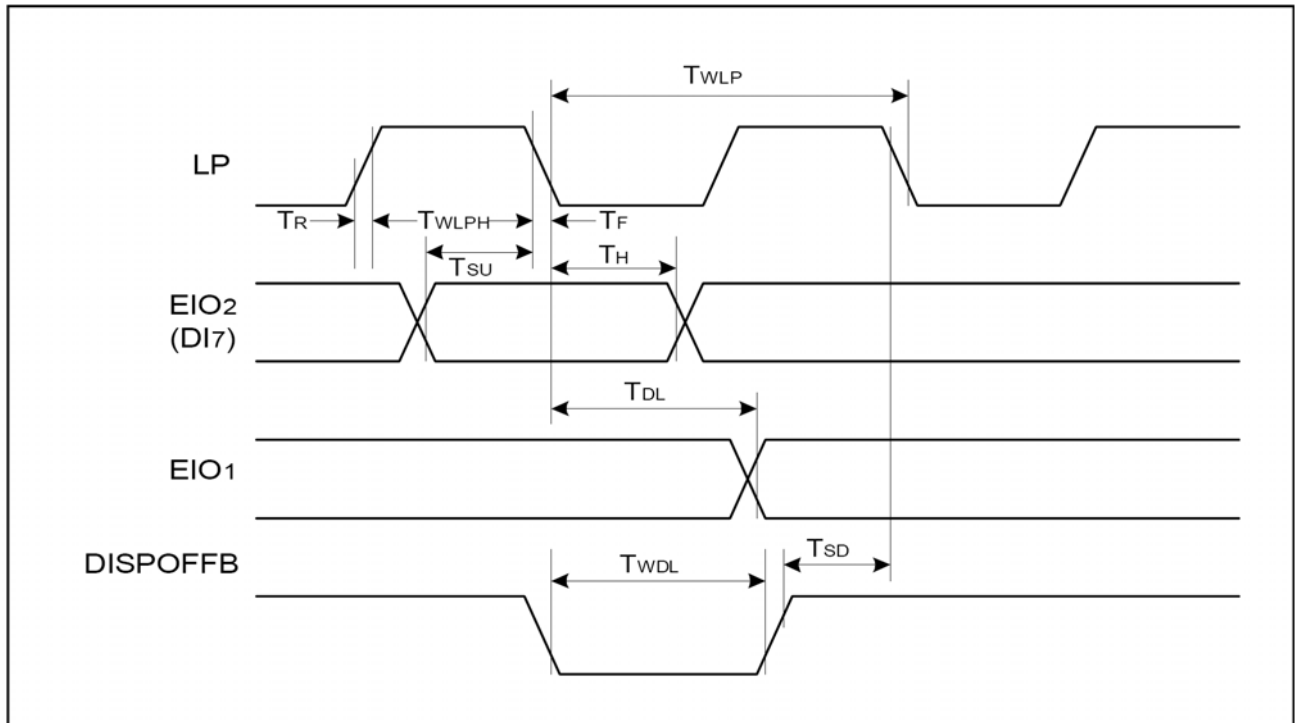 TWLP
LP
TR
TWLPH
TF
TSU
TH
EIO2
(DI7)
TDL
EIO1
DISPOFFB
TWDL
TSD